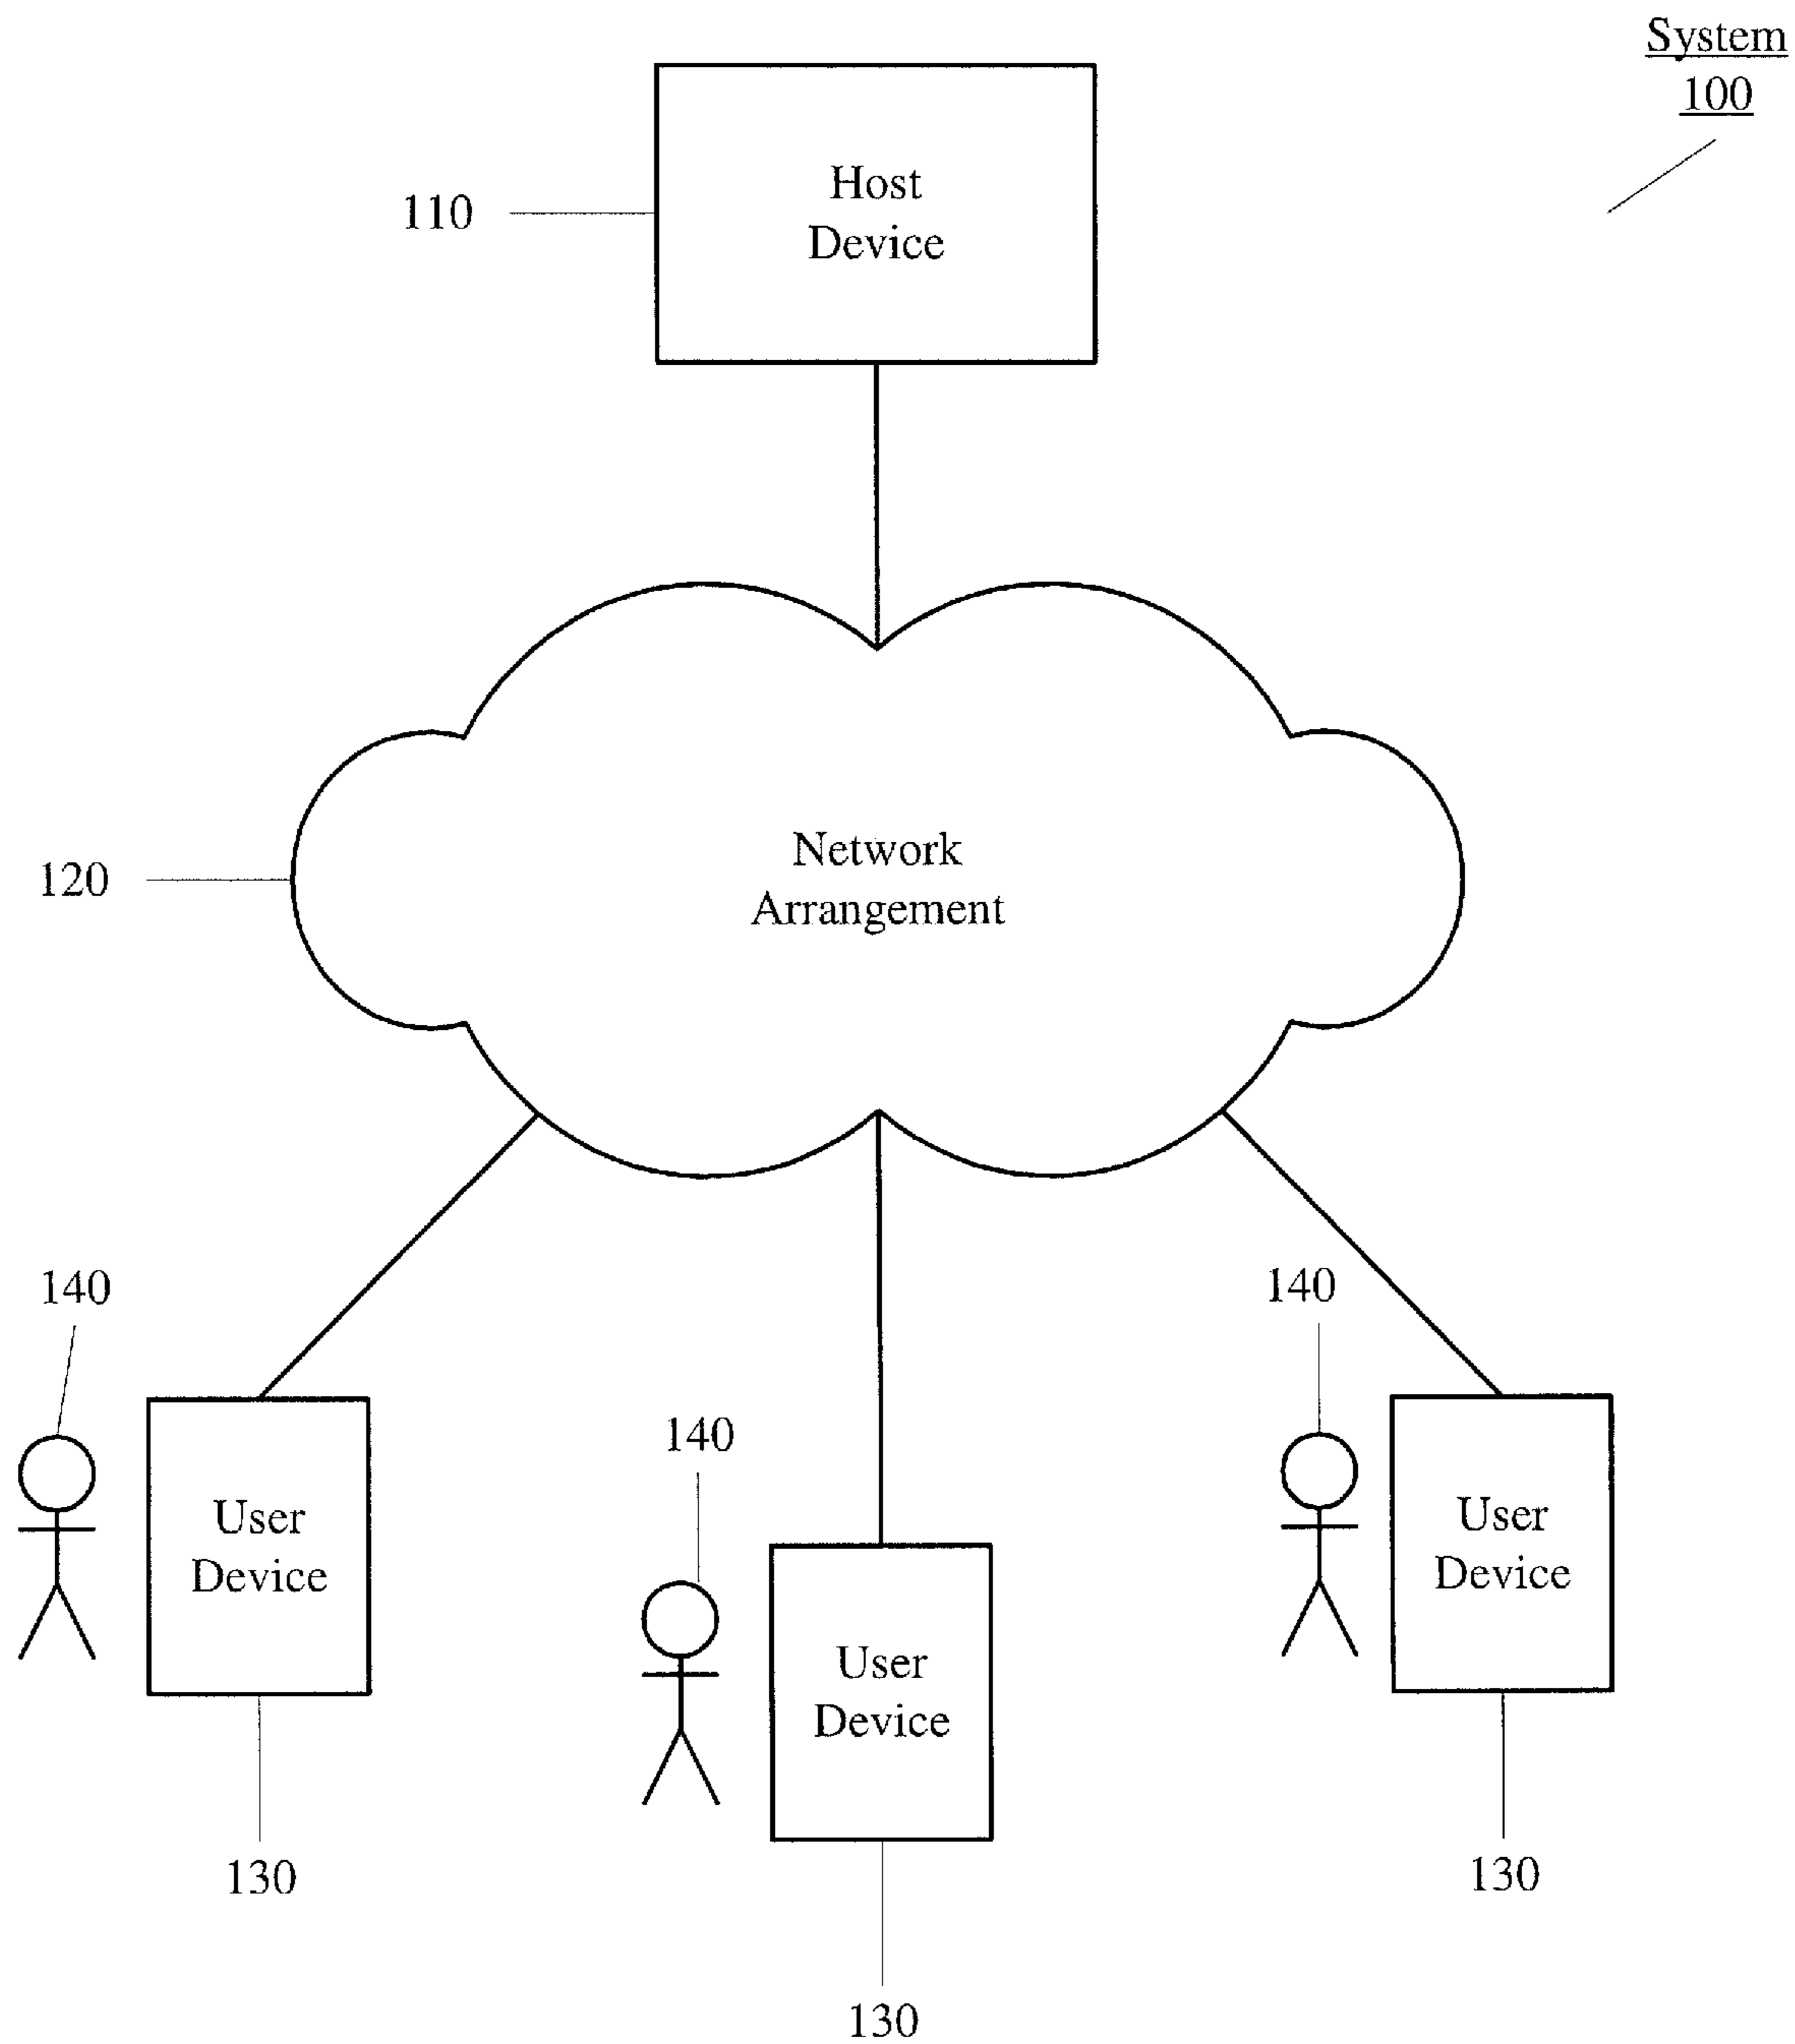 System
100
110
Host
Device
120
Network
Arrangement
140
140
140
User
Device
User
Device
User
Device
130
130
130